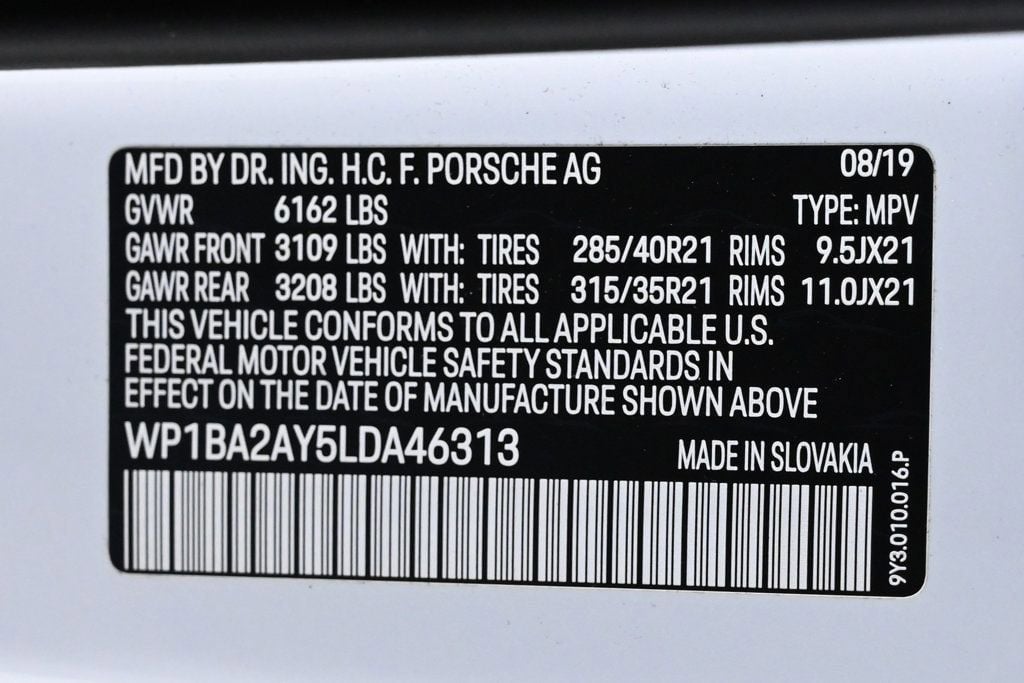 MFD BY DR. ING. H.C. F. PORSCHE AG 08/19
GVWR 6162 LBS TYPE: MPV
GAWR FRONT 3109 LBS WITH: TIRES 285/40R21 RIMS 9.5JX21
GAWR REAR 3208 LBS WITH: TIRES 315/35R21 RIMS 11.0JX21
THIS VEHICLE CONFORMS TO ALL APPLICABLE U.S.
FEDERAL MOTOR VEHICLE SAFETY STANDARDS IN
EFFECT ON THE DATE OF MANUFACTURE SHOWN ABOVE
WP1BA2AY5LDA46313 MADE IN SLOVAKIA
9Y3.010.016.P